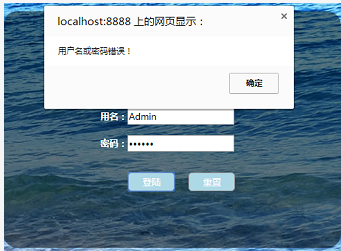 localhost:8888 上的网页显示：
用户名或密码错误！
确定
用名：Admin
密码：••••••
登陆 重置